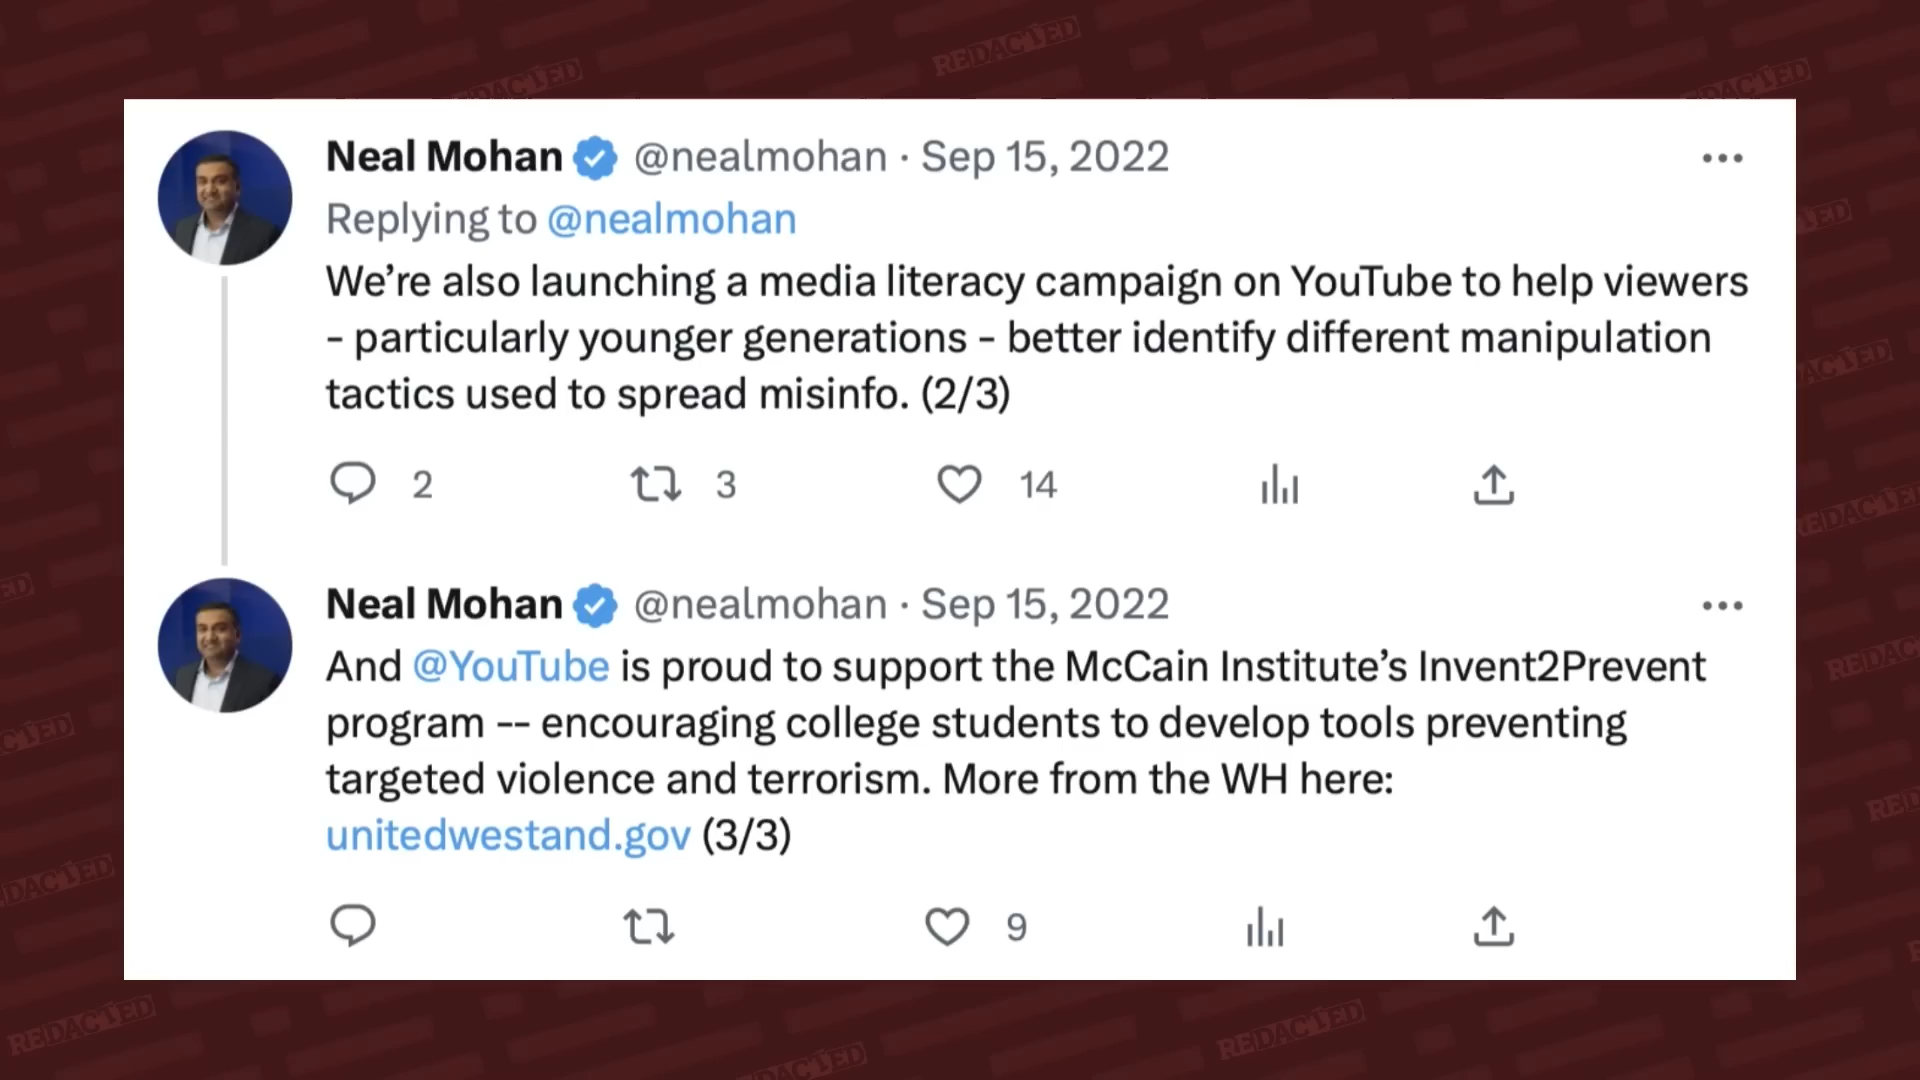 REDACTED
REDACTED
REDACTED
Neal Mohan @nealmohan · Sep 15, 2022
Replying to @nealmohan
We’re also launching a media literacy campaign on YouTube to help viewers
- particularly younger generations - better identify different manipulation
tactics used to spread misinfo. (2/3)
2 3 14
Neal Mohan @nealmohan · Sep 15, 2022
And @YouTube is proud to support the McCain Institute’s Invent2Prevent
program -- encouraging college students to develop tools preventing
targeted violence and terrorism. More from the WH here:
unitedwestand.gov (3/3)
9
REDACTED
REDACTED